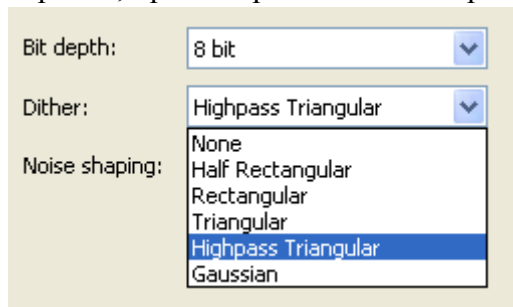 Bit depth: 8 bit
Dither: Highpass Triangular
None
Noise shaping: Half Rectangular
Rectangular
Triangular
Highpass Triangular
Gaussian